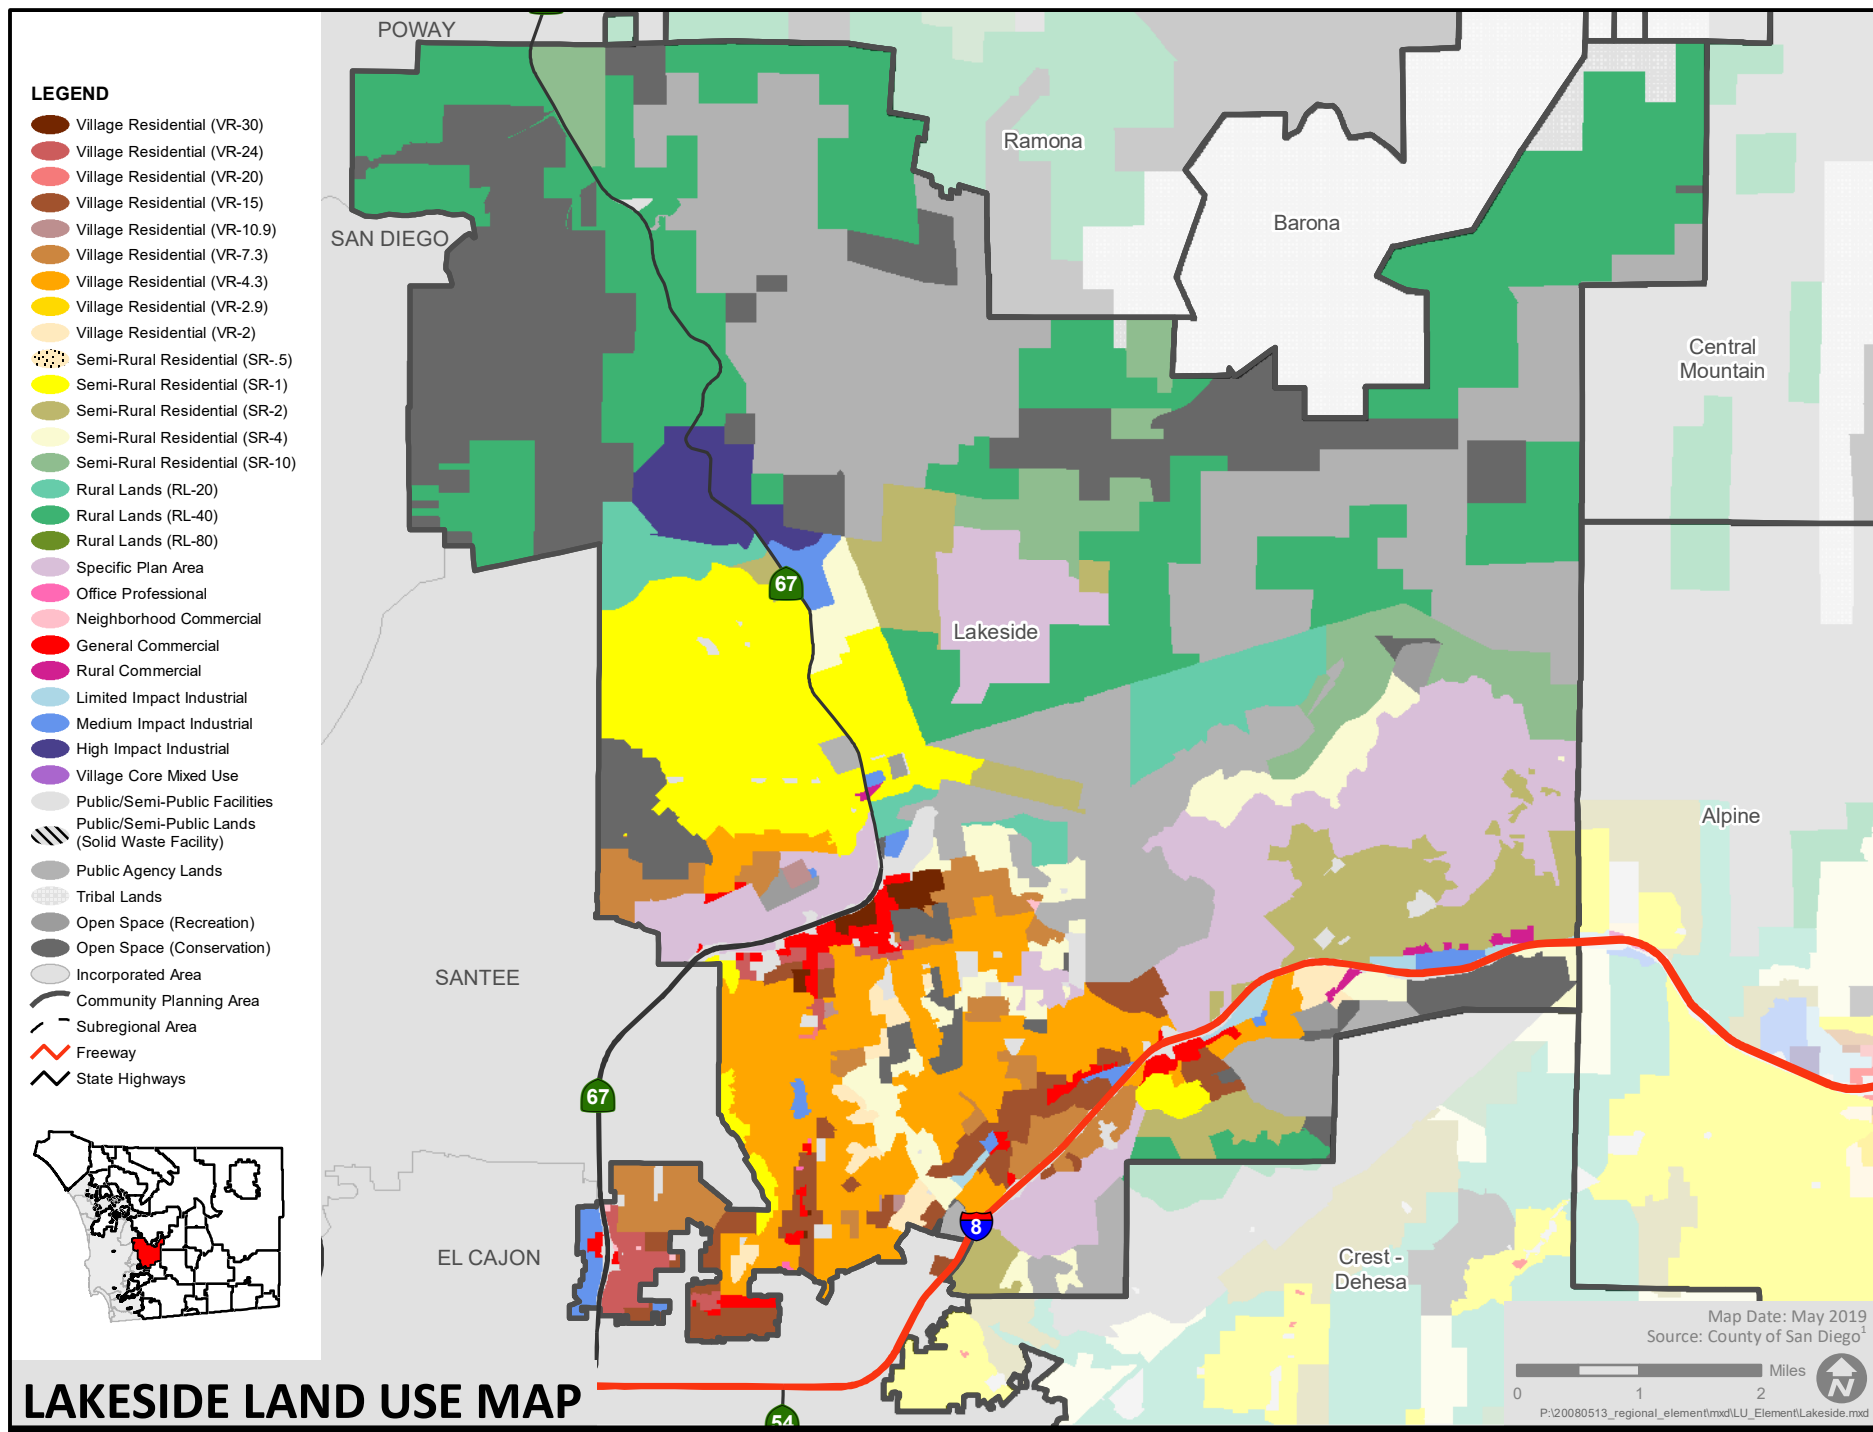 LEGEND
Village Residential (VR-30)
Village Residential (VR-24)
Village Residential (VR-20)
Village Residential (VR-15)
Village Residential (VR-10.9)
Village Residential (VR-7.3)
Village Residential (VR-4.3)
Village Residential (VR-2.9)
Village Residential (VR-2)
Semi-Rural Residential (SR-.5)
Semi-Rural Residential (SR-1)
Semi-Rural Residential (SR-2)
Semi-Rural Residential (SR-4)
Semi-Rural Residential (SR-10)
Rural Lands (RL-20)
Rural Lands (RL-40)
Rural Lands (RL-80)
Specific Plan Area
Office Professional
Neighborhood Commercial
General Commercial
Rural Commercial
Limited Impact Industrial
Medium Impact Industrial
High Impact Industrial
Village Core Mixed Use
Public/Semi-Public Facilities
Public/Semi-Public Lands
(Solid Waste Facility)
Public Agency Lands
Tribal Lands
Open Space (Recreation)
Open Space (Conservation)
Incorporated Area
Community Planning Area
Subregional Area
Freeway
State Highways
POWAY
Ramona
Barona
SAN DIEGO
Central
Mountain
67
Lakeside
Alpine
SANTEE
67
8
EL CAJON
Crest -
Dehesa
54
Map Date: May 2019
Source: County of San Diego1
Miles
0 1 2
N
P:\20080513_regional_element\mxd\LU_Element\Lakeside.mxd
LAKESIDE LAND USE MAP